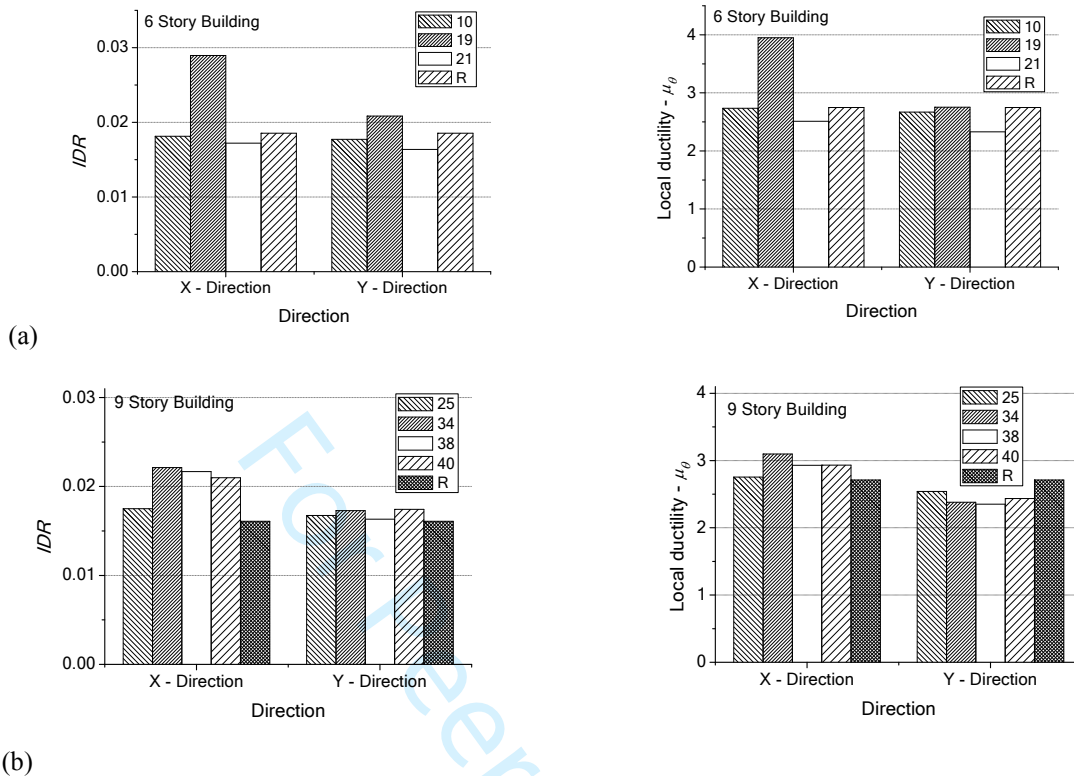 6 Story Building
10
19
21
R
0.03
0.02
0.01
0.00
IDR
X - Direction
Y - Direction
Direction
6 Story Building
10
19
21
R
4
3
2
1
0
Local ductility - μθ
X - Direction
Y - Direction
Direction
(a)
9 Story Building
25
34
38
40
R
0.03
0.02
0.01
0.00
IDR
X - Direction
Y - Direction
Direction
9 Story Building
25
34
38
40
R
4
3
2
1
0
Local ductility - μθ
X - Direction
Y - Direction
Direction
(b)
For Peer